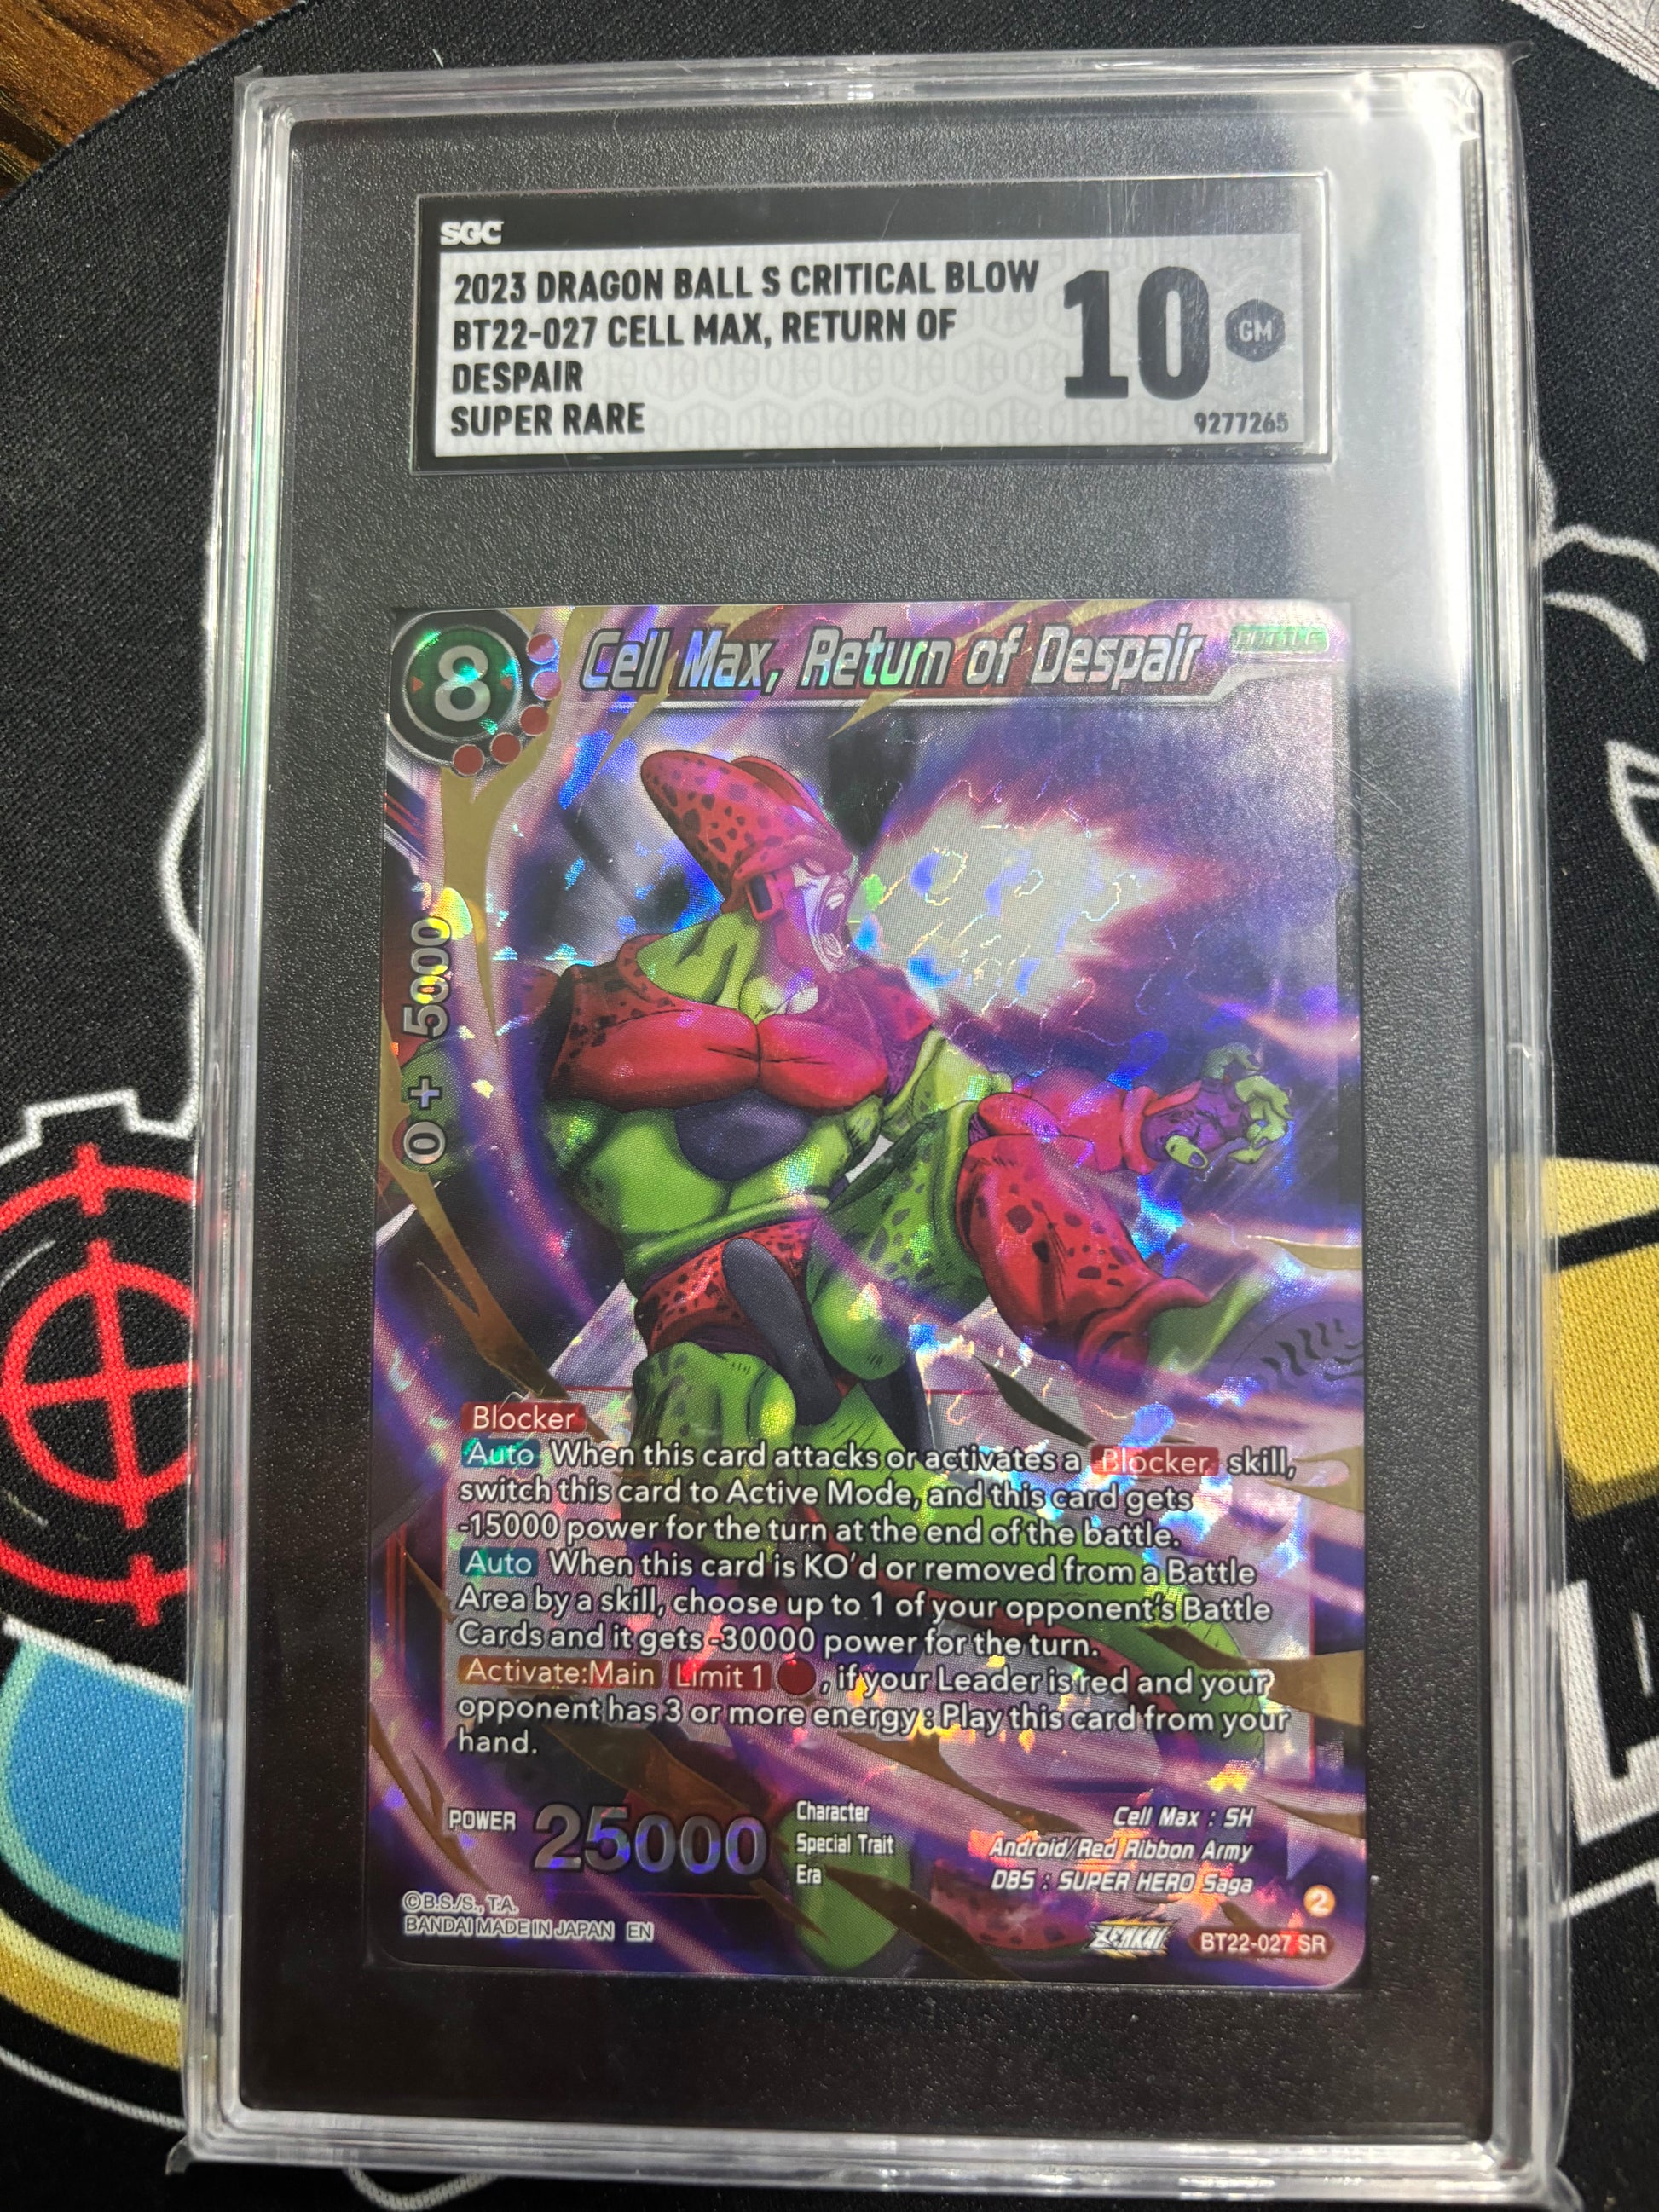 SGC
2023 DRAGON BALL S CRITICAL BLOW
BT22-027 CELL MAX, RETURN OF
DESPAIR
SUPER RARE
10
GM
9277265
8
Cell Max, Return of Despair
BATTLE
0 + 5000
Blocker
Auto When this card attacks or activates a Blocker skill,
switch this card to Active Mode, and this card gets
-15000 power for the turn at the end of the battle.
Auto When this card is KO'd or removed from a Battle
Area by a skill, choose up to 1 of your opponent's Battle
Cards and it gets -30000 power for the turn.
Activate:Main Limit 1 , if your Leader is red and your
opponent has 3 or more energy : Play this card from your
hand.
POWER 25000
Character Cell Max : SH
Special Trait Android/Red Ribbon Army
Era DBS : SUPER HERO Saga
©B.S./S., T.A.
BANDAI MADE IN JAPAN EN
2
ZENKAI
BT22-027 SR